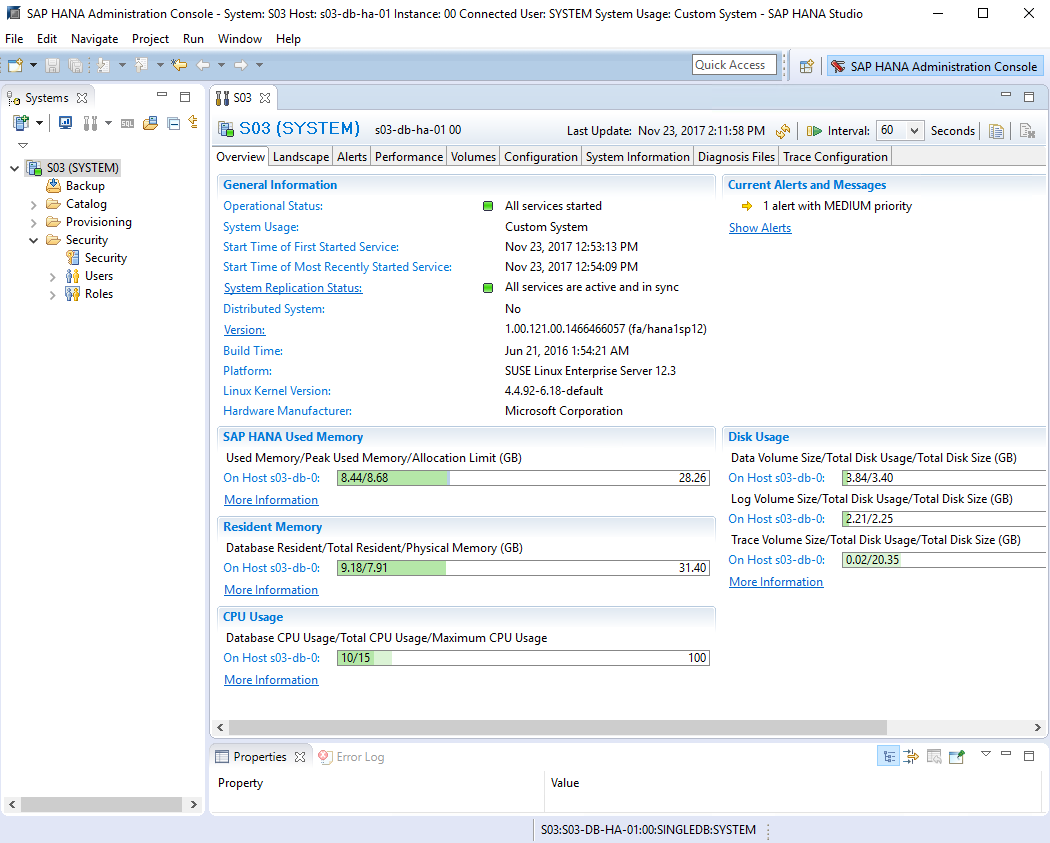 SAP HANA Administration Console - System: S03 Host: s03-db-ha-01 Instance: 00 Connected User: SYSTEM System Usage: Custom System - SAP HANA Studio
File Edit Navigate Project Run Window Help
Quick Access
SAP HANA Administration Console
Systems
S03 (SYSTEM)
Backup
Catalog
Provisioning
Security
Security
Users
Roles
S03
S03 (SYSTEM) s03-db-ha-01 00
Last Update: Nov 23, 2017 2:11:58 PM Interval: 60 Seconds
Overview Landscape Alerts Performance Volumes Configuration System Information Diagnosis Files Trace Configuration
General Information
Operational Status: All services started
System Usage: Custom System
Start Time of First Started Service: Nov 23, 2017 12:53:13 PM
Start Time of Most Recently Started Service: Nov 23, 2017 12:54:09 PM
System Replication Status: All services are active and in sync
Distributed System: No
Version: 1.00.121.00.1466466057 (fa/hana1sp12)
Build Time: Jun 21, 2016 1:54:21 AM
Platform: SUSE Linux Enterprise Server 12.3
Linux Kernel Version: 4.4.92-6.18-default
Hardware Manufacturer: Microsoft Corporation
Current Alerts and Messages
1 alert with MEDIUM priority
Show Alerts
SAP HANA Used Memory
Used Memory/Peak Used Memory/Allocation Limit (GB)
On Host s03-db-0: 8.44/8.68 28.26
More Information
Resident Memory
Database Resident/Total Resident/Physical Memory (GB)
On Host s03-db-0: 9.18/7.91 31.40
More Information
CPU Usage
Database CPU Usage/Total CPU Usage/Maximum CPU Usage
On Host s03-db-0: 10/15 100
More Information
Disk Usage
Data Volume Size/Total Disk Usage/Total Disk Size (GB)
On Host s03-db-0: 3.84/3.40
Log Volume Size/Total Disk Usage/Total Disk Size (GB)
On Host s03-db-0: 2.21/2.25
Trace Volume Size/Total Disk Usage/Total Disk Size (GB)
On Host s03-db-0: 0.02/20.35
More Information
Properties Error Log
Property Value
S03:S03-DB-HA-01:00:SINGLEDB:SYSTEM